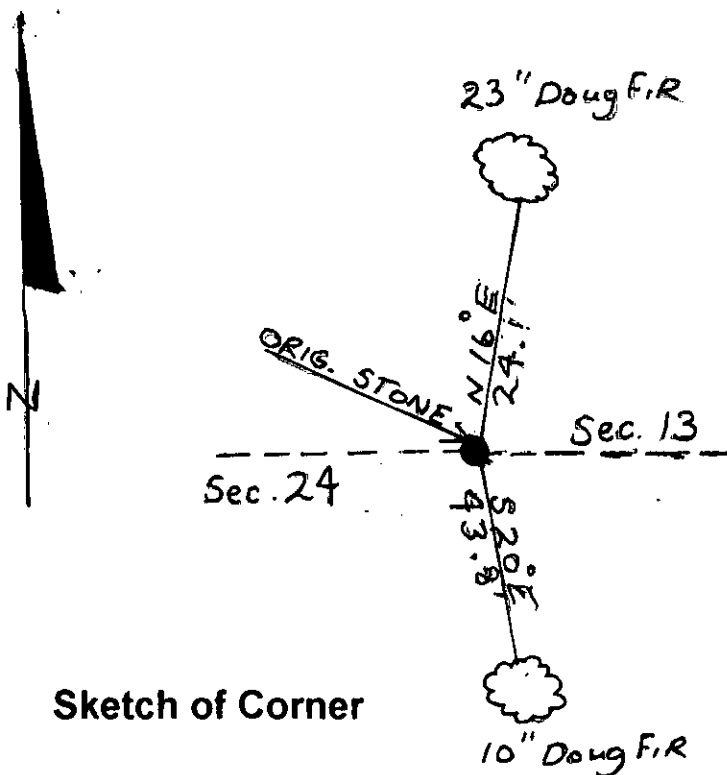 23" Doug Fir
N 16° E
24.1'
ORIG. STONE
N
Sec. 13
Sec. 24
S 20° E
43.8'
Sketch of Corner
10" Doug Fir